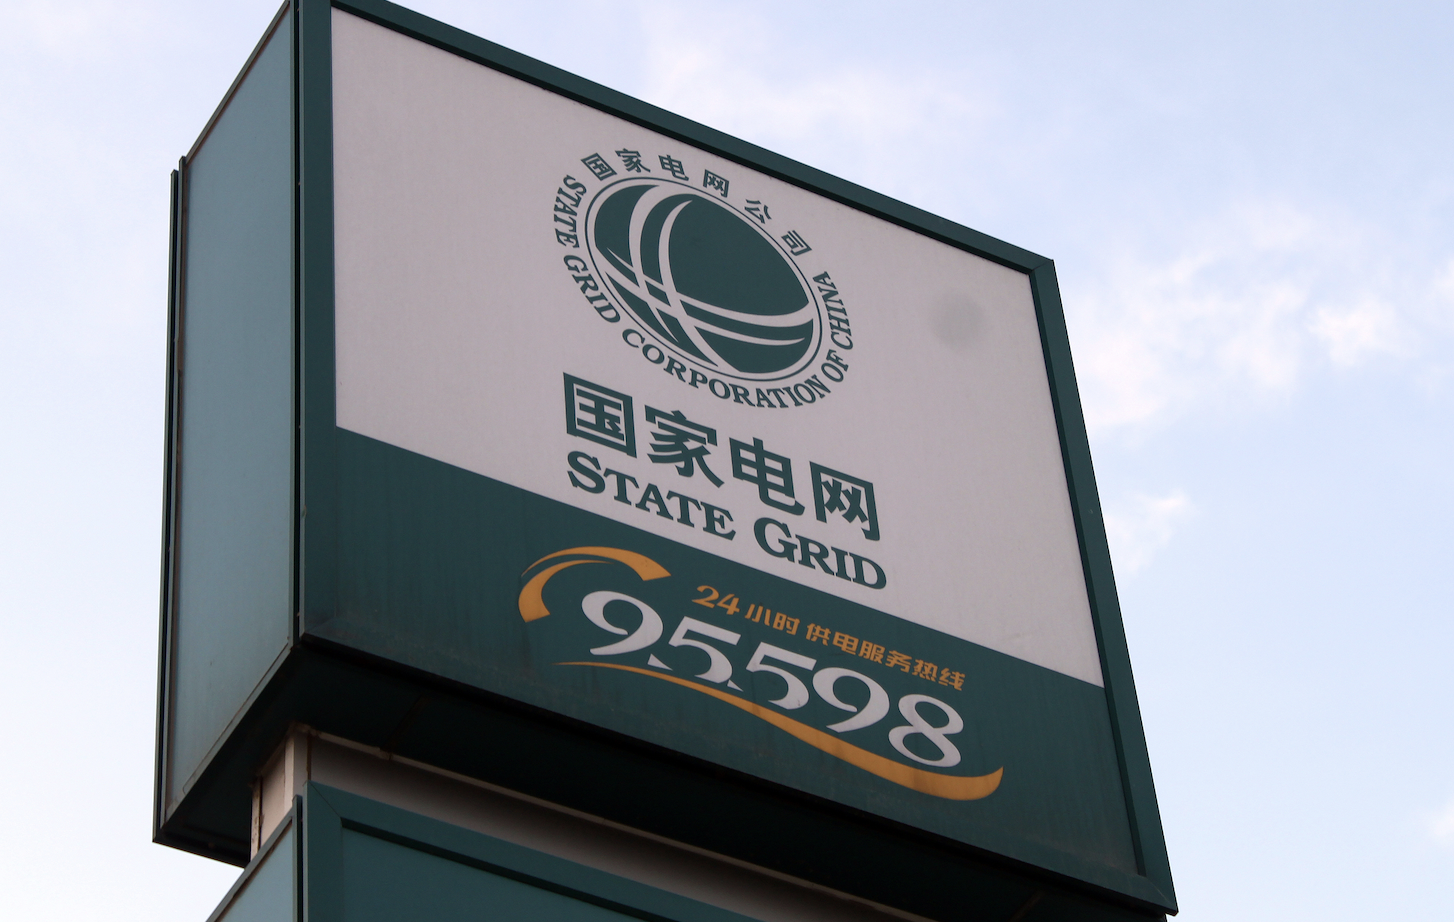 国家电网公司
STATE GRID CORPORATION OF CHINA
国家电网
STATE GRID
24小时供电服务热线
95598